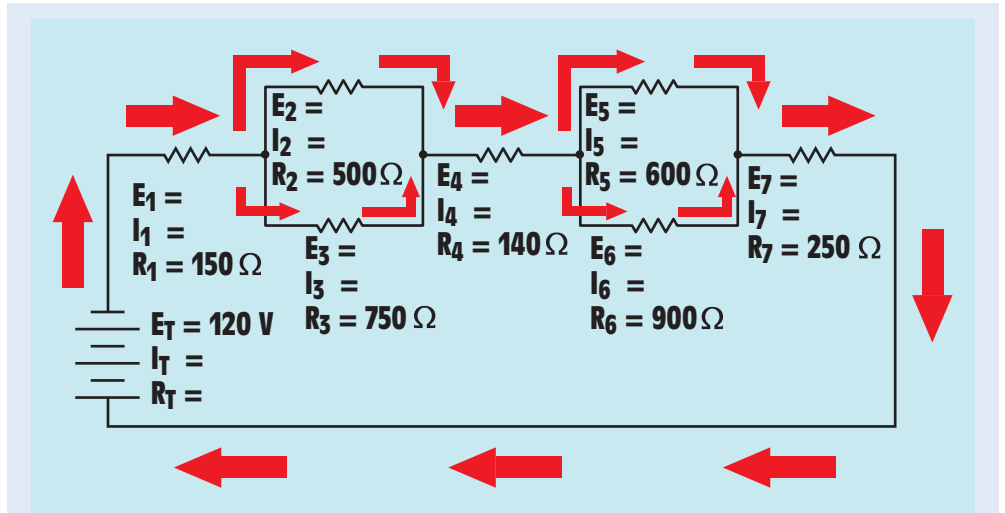 E2 =
I2 =
R2 = 500 Ω
E5 =
I5 =
R5 = 600 Ω
E1 =
I1 =
R1 = 150 Ω
E4 =
I4 =
R4 = 140 Ω
E7 =
I7 =
R7 = 250 Ω
E3 =
I3 =
R3 = 750 Ω
E6 =
I6 =
R6 = 900 Ω
ET = 120 V
IT =
RT =